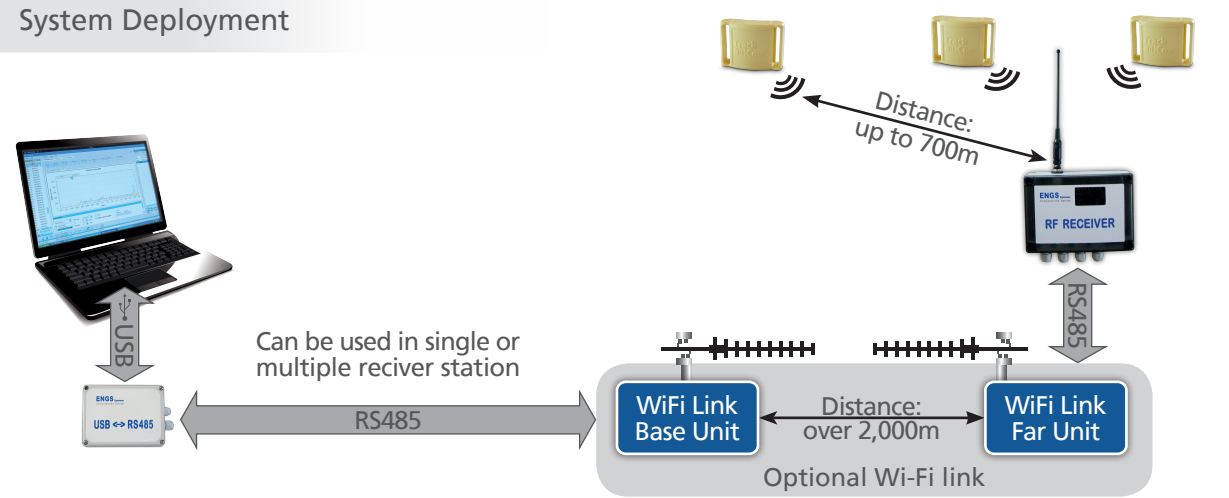 System Deployment
Distance:
up to 700m
ENGS
RF RECEIVER
RS485
USB
Can be used in single or
multiple reciver station
ENGS
USB <-> RS485
RS485
WiFi Link
Base Unit
Distance:
over 2,000m
WiFi Link
Far Unit
Optional Wi-Fi link